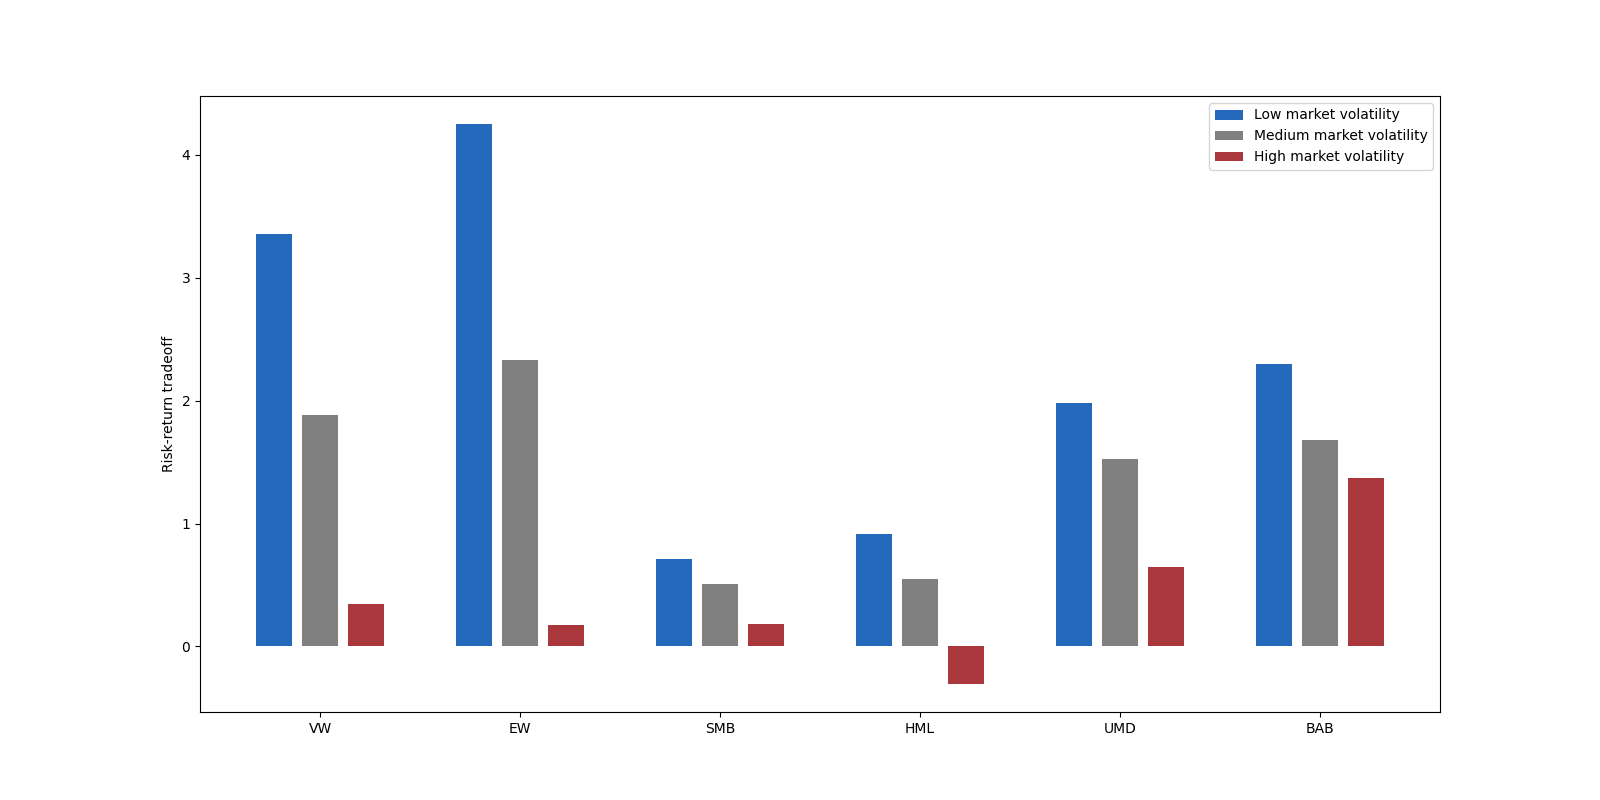 Low market volatility
Medium market volatility
High market volatility
4
3
2
1
0
Risk-return tradeoff
VW
EW
SMB
HML
UMD
BAB